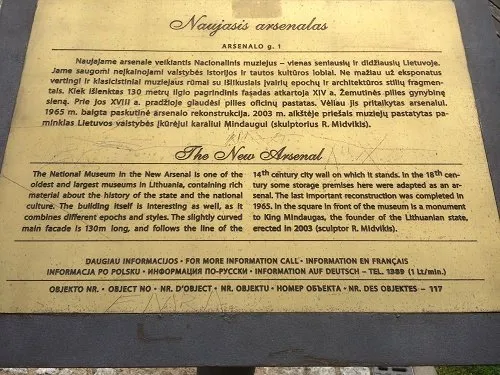 Naujasis arsenalas
ARSENALO g. 1
Naujajame arsenale veikiantis Nacionalinis muziejus – vienas seniausių ir didžiausių Lietuvoje.
Jame saugomi neįkainojami valstybės istorijos ir tautos kultūros lobiai. Ne mažiau už eksponatus
vertingi ir klasicistiniai muziejaus rūmai su išlikusiais įvairių epochų ir architektūros stilių fragmen-
tais. Kiek išlenktas 130 metrų ilgio pagrindinis fasadas atkartoja XIV a. Žemutinės pilies gynybinę
sieną. Prie jos XVIII a. pradžioje glaudėsi pilies oficinų pastatas. Vėliau jis pritaikytas arsenalui.
1965 m. baigta paskutinė arsenalo rekonstrukcija. 2003 m. aikštėje priešais muziejų pastatytas pa-
minklas Lietuvos valstybės įkūrėjui karaliui Mindaugui (skulptorius R. Midvikis).
The New Arsenal
The National Museum in the New Arsenal is one of the
oldest and largest museums in Lithuania, containing rich
material about the history of the state and the national
culture. The building itself is interesting as well, as it
combines different epochs and styles. The slightly curved
main facade is 130m long, and follows the line of the
14th century city wall on which it stands. In the 18th cen-
tury some storage premises here were adapted as an ar-
senal. The last important reconstruction was completed in
1965. In the square in front of the museum is a monument
to King Mindaugas, the founder of the Lithuanian state,
erected in 2003 (sculptor R. Midvikis).
DAUGIAU INFORMACIJOS • FOR MORE INFORMATION CALL • INFORMATION EN FRANÇAIS
INFORMACJA PO POLSKU • ИНФОРМАЦИЯ ПО-РУССКИ • INFORMATION AUF DEUTSCH – TEL. 1389 (1 Lt/min.)
OBJEKTO NR. • OBJECT NO • NR. D'OBJECT • NR. OBJEKTU • НОМЕР ОБЪЕКТА • NR. DES OBJEKTES – 117